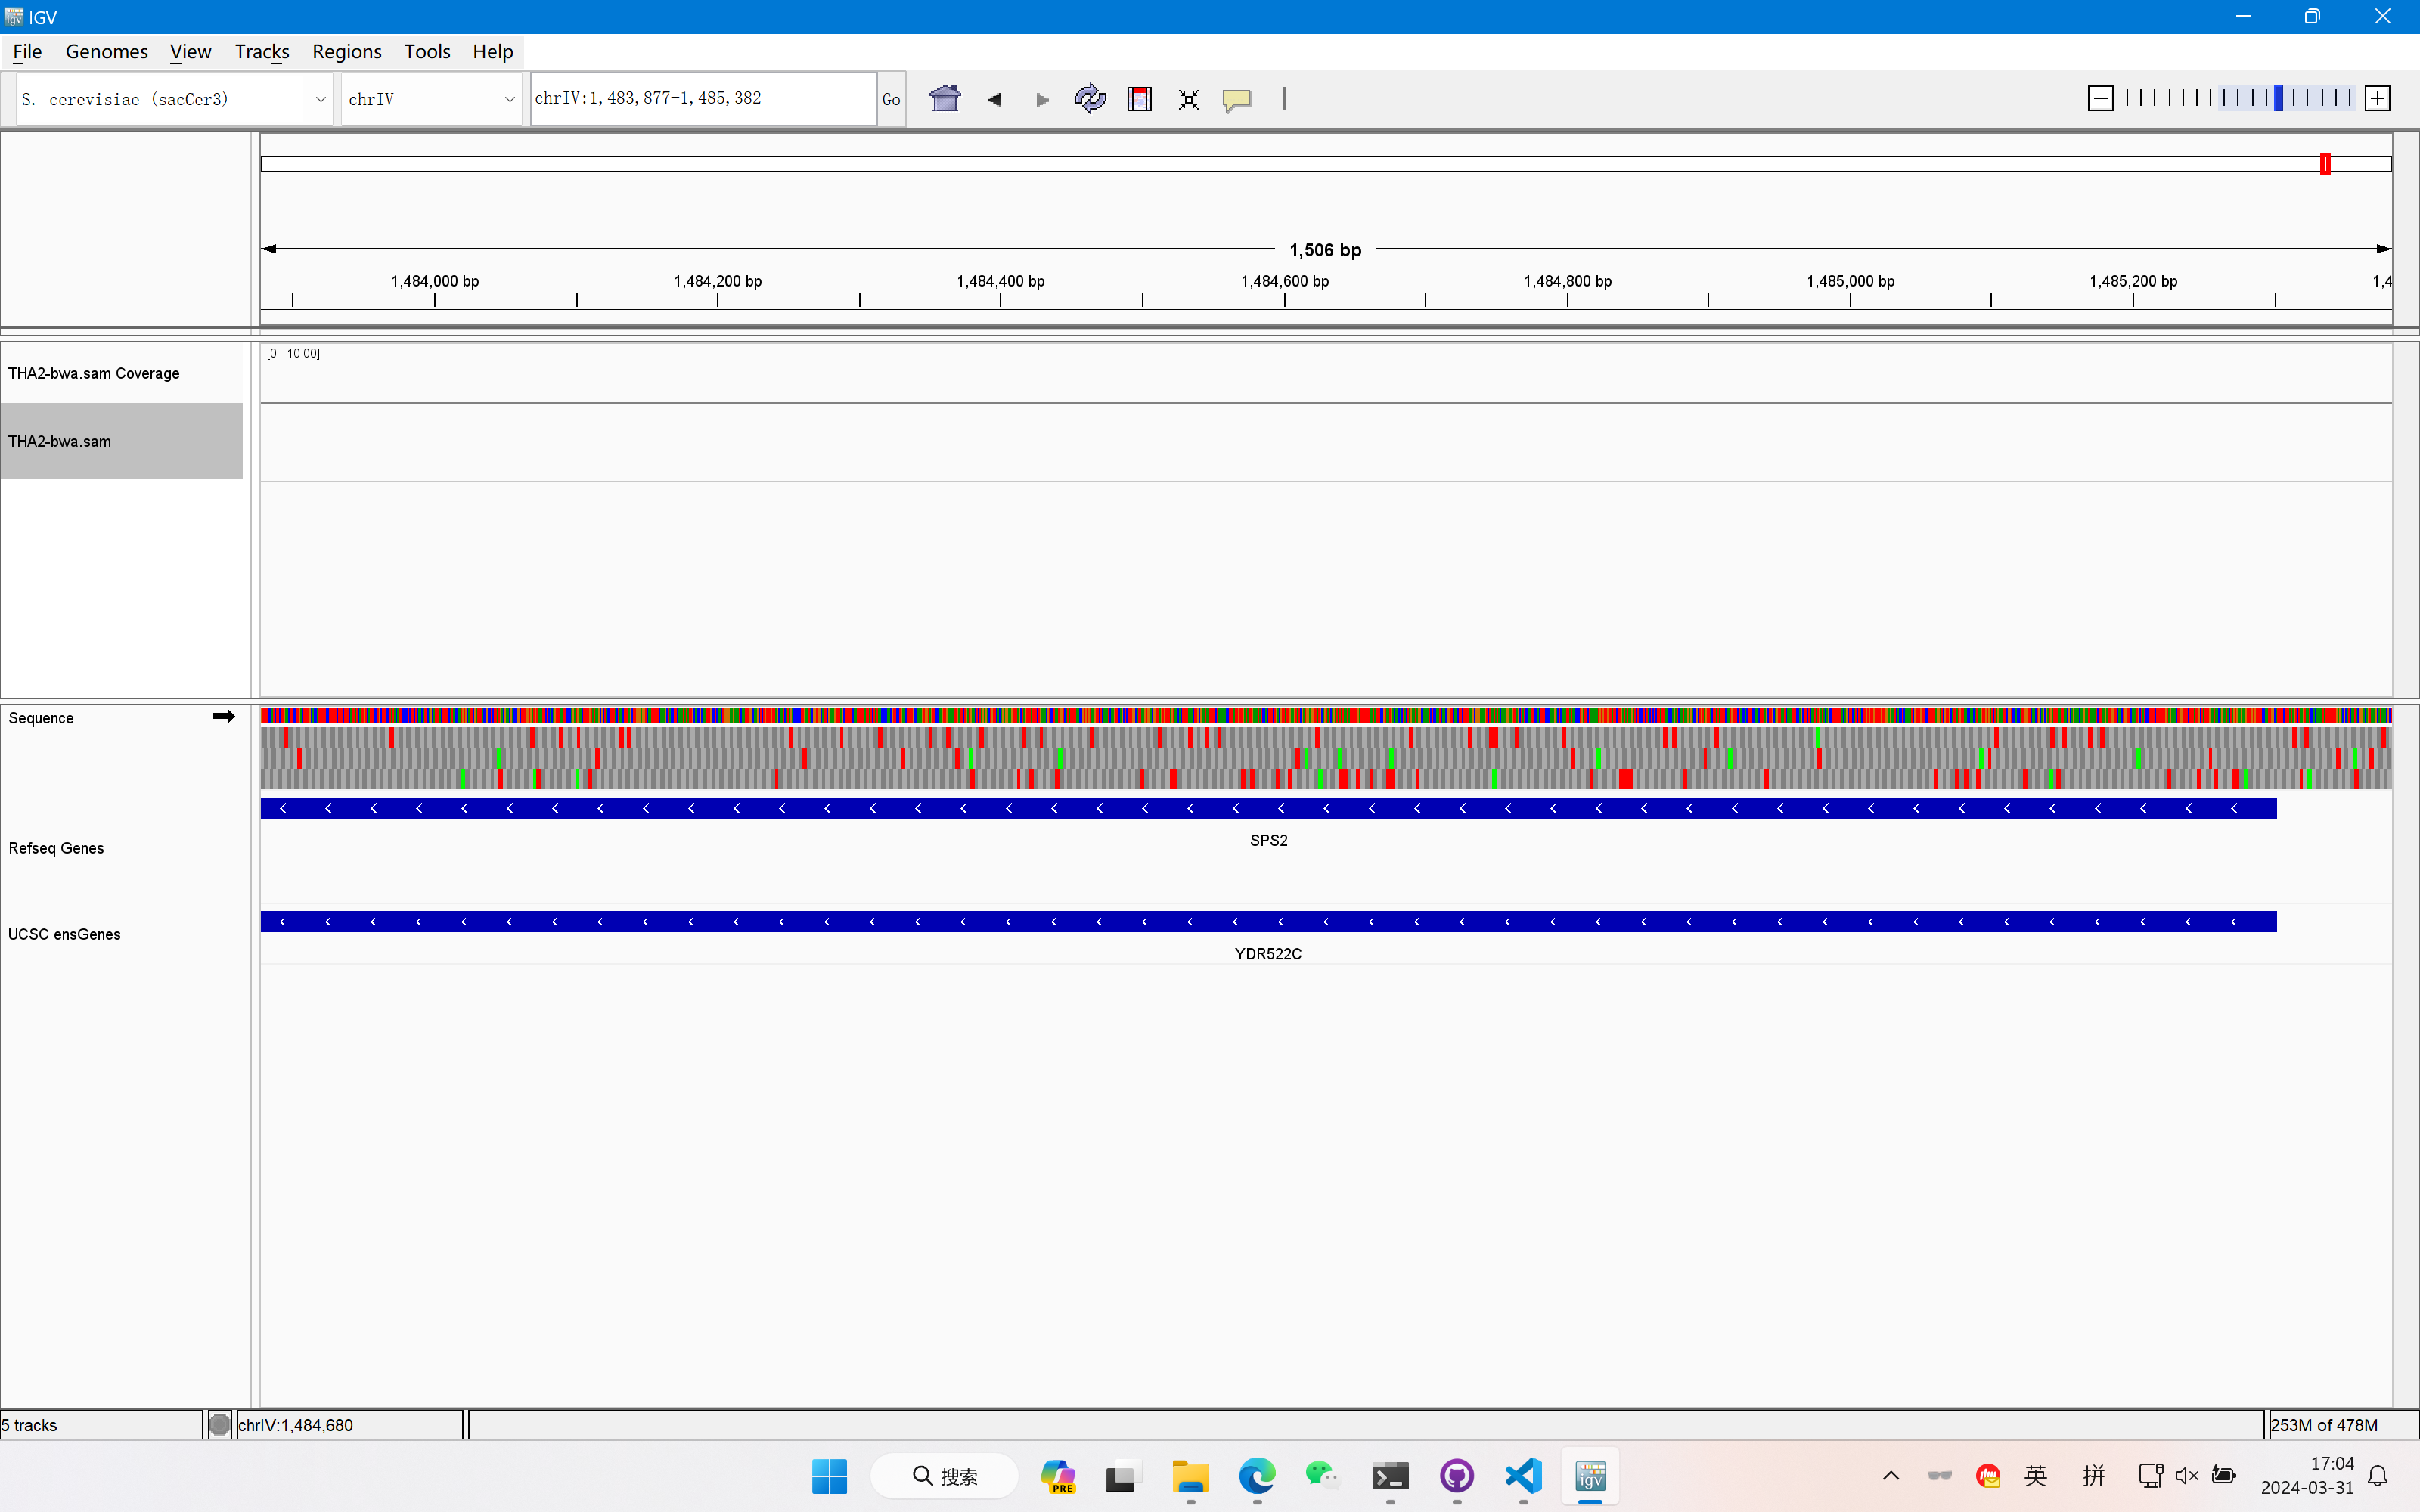 IGV
File Genomes View Tracks Regions Tools Help
S. cerevisiae (sacCer3) chrIV chrIV:1,483,877-1,485,382 Go
1,506 bp
1,484,000 bp 1,484,200 bp 1,484,400 bp 1,484,600 bp 1,484,800 bp 1,485,000 bp 1,485,200 bp 1,4
[0 - 10.00]
THA2-bwa.sam Coverage
THA2-bwa.sam
Sequence
SPS2
Refseq Genes
UCSC ensGenes
YDR522C
5 tracks chrIV:1,484,680 253M of 478M
搜索 PRE igv 英 拼 17:04
2024-03-31